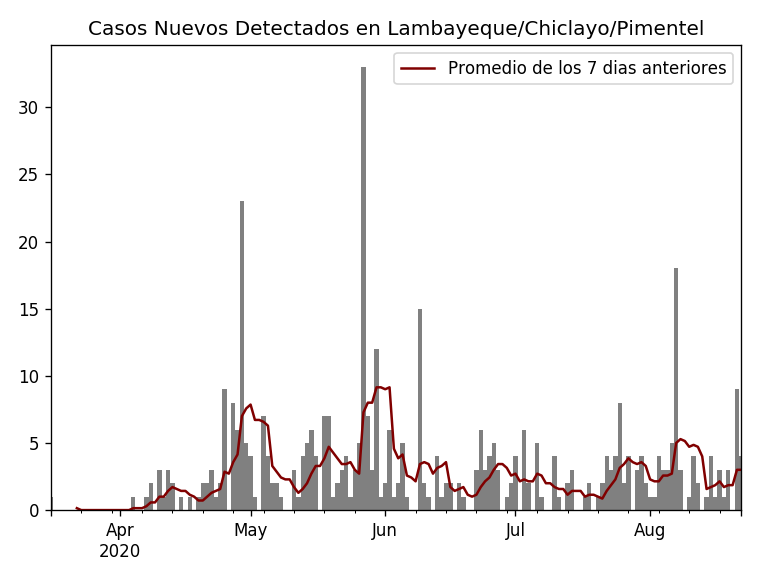 Casos Nuevos Detectados en Lambayeque/Chiclayo/Pimentel
Promedio de los 7 dias anteriores
30
25
20
15
10
5
0
Apr May Jun Jul Aug
2020